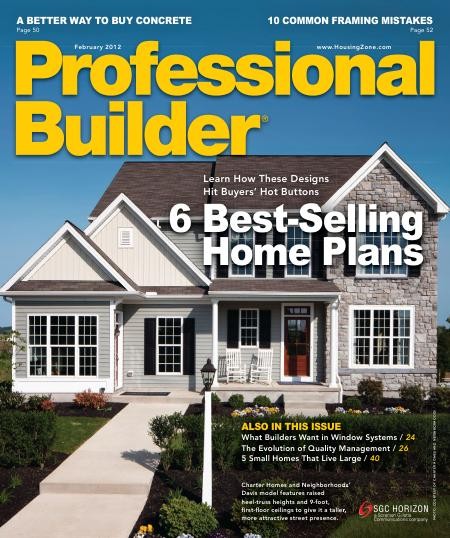 A BETTER WAY TO BUY CONCRETE
Page 50
10 COMMON FRAMING MISTAKES
Page 52
February 2012
www.HousingZone.com
Professional
Builder®
Learn How These Designs
Hit Buyers' Hot Buttons
6 Best-Selling
Home Plans
ALSO IN THIS ISSUE
What Builders Want in Window Systems / 24
The Evolution of Quality Management / 26
5 Small Homes That Live Large / 40
Charter Homes and Neighborhoods'
Davis model features raised
heel-truss heights and 9-foot,
first-floor ceilings to give it a taller,
more attractive street presence.
SGC HORIZON
a Scranton Gillette
Communications company